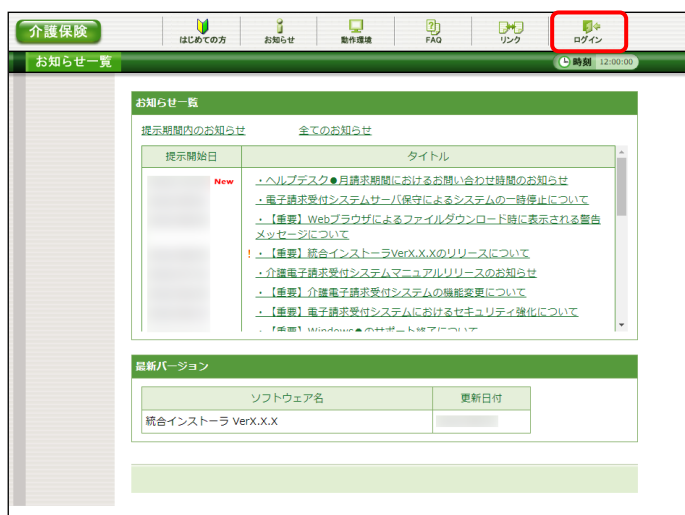 介護保険
はじめての方
お知らせ
動作環境
FAQ
リンク
ログイン
お知らせ一覧
時刻 12:00:00
お知らせ一覧
提示期間内のお知らせ 全てのお知らせ
提示開始日 タイトル
New ・ヘルプデスク●月請求期間におけるお問い合わせ時間のお知らせ
・電子請求受付システムサーバ保守によるシステムの一時停止について
・【重要】Webブラウザによるファイルダウンロード時に表示される警告
メッセージについて
! ・【重要】統合インストーラVerX.X.Xのリリースについて
・介護電子請求受付システムマニュアルリリースのお知らせ
・【重要】介護電子請求受付システムの機能変更について
・【重要】電子請求受付システムにおけるセキュリティ強化について
・【重要】Windows●のサポート終了について
最新バージョン
ソフトウェア名 更新日付
統合インストーラ VerX.X.X